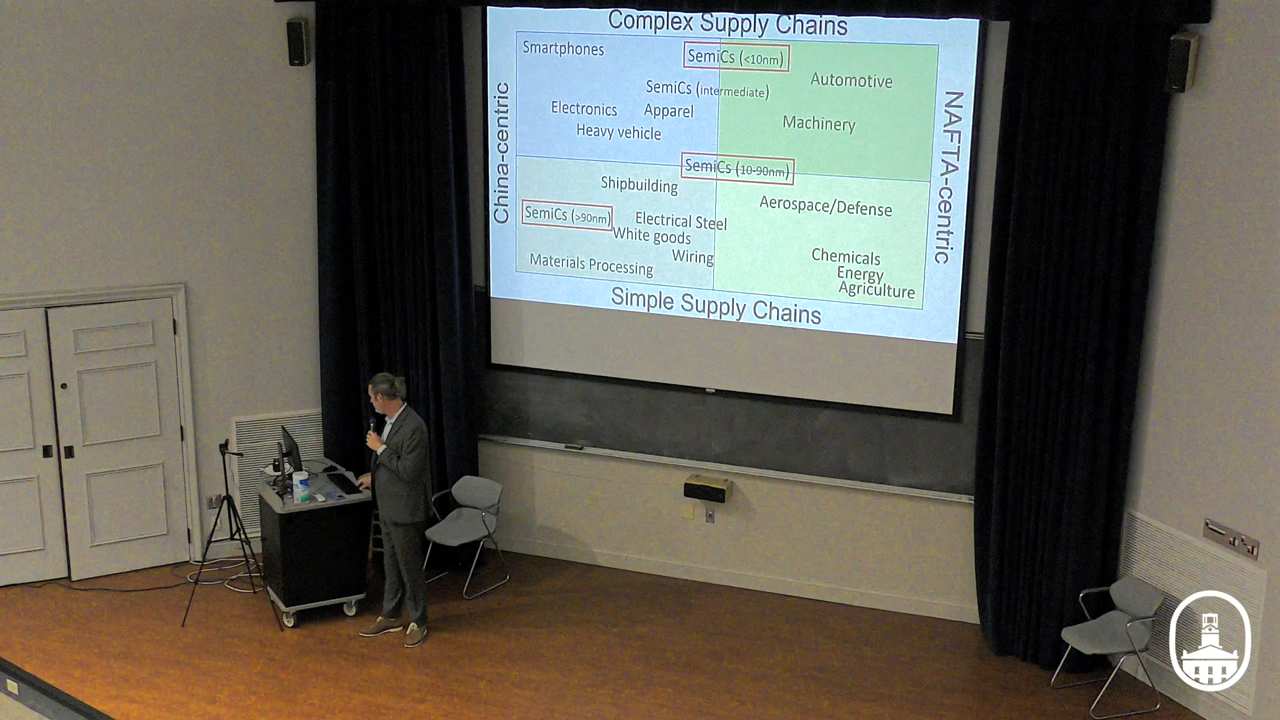 Complex Supply Chains
Smartphones
SemiCs (<10nm)
Automotive
SemiCs (intermediate)
Electronics
Apparel
Machinery
Heavy vehicle
China-centric
NAFTA-centric
SemiCs (10-90nm)
Shipbuilding
Aerospace/Defense
SemiCs (>90nm)
Electrical Steel
White goods
Wiring
Chemicals
Materials Processing
Energy
Agriculture
Simple Supply Chains